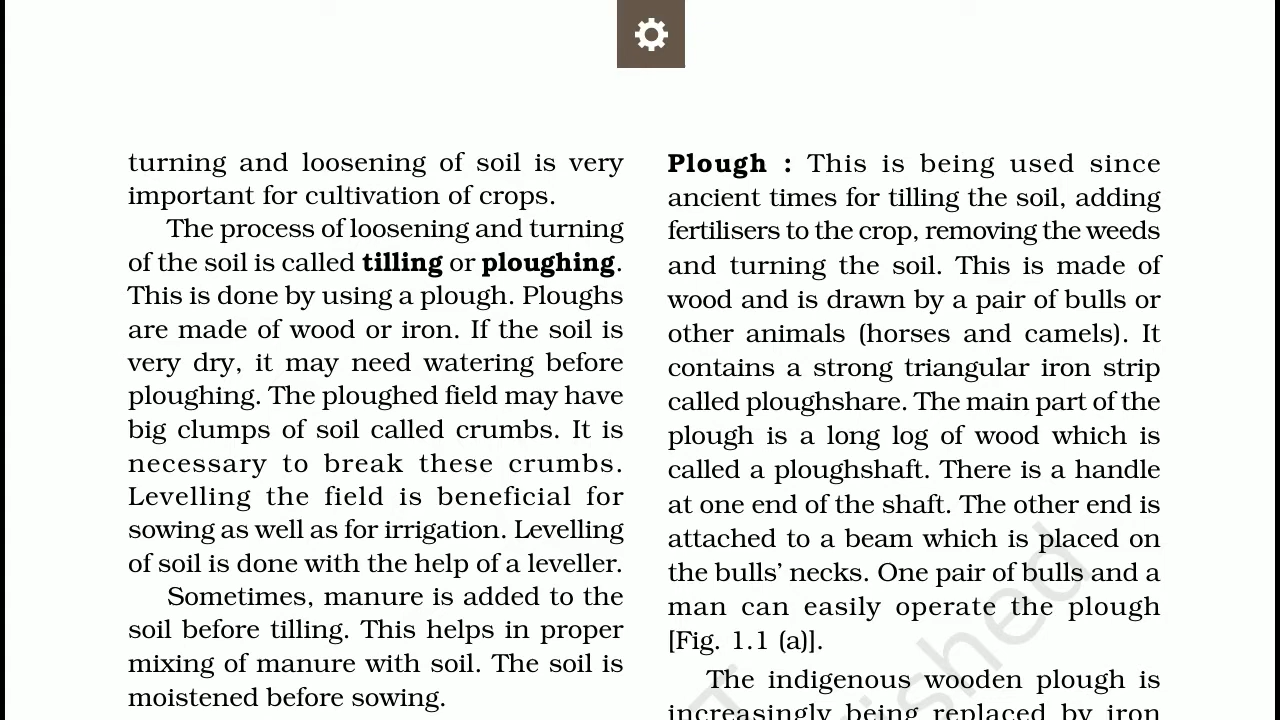 turning and loosening of soil is very
important for cultivation of crops.
The process of loosening and turning
of the soil is called tilling or ploughing.
This is done by using a plough. Ploughs
are made of wood or iron. If the soil is
very dry, it may need watering before
ploughing. The ploughed field may have
big clumps of soil called crumbs. It is
necessary to break these crumbs.
Levelling the field is beneficial for
sowing as well as for irrigation. Levelling
of soil is done with the help of a leveller.
Sometimes, manure is added to the
soil before tilling. This helps in proper
mixing of manure with soil. The soil is
moistened before sowing.
Plough : This is being used since
ancient times for tilling the soil, adding
fertilisers to the crop, removing the weeds
and turning the soil. This is made of
wood and is drawn by a pair of bulls or
other animals (horses and camels). It
contains a strong triangular iron strip
called ploughshare. The main part of the
plough is a long log of wood which is
called a ploughshaft. There is a handle
at one end of the shaft. The other end is
attached to a beam which is placed on
the bulls’ necks. One pair of bulls and a
man can easily operate the plough
[Fig. 1.1 (a)].
The indigenous wooden plough is
increasingly being replaced by iron